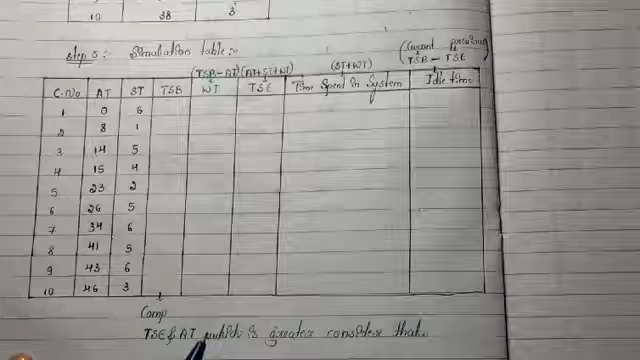 10 38 3
Step 5: Simulation table:-
(TSB-AT) (AT+ST+WT) (ST+WT) (Current previous
TSB - TSE)
C.No AT ST TSB WT TSE Time Spent in System Idle time
1 0 6
2 8 1
3 14 5
4 15 4
5 23 2
6 26 5
7 34 6
8 41 5
9 43 6
10 46 3
Comp
TSE & AT which is greater consider that.